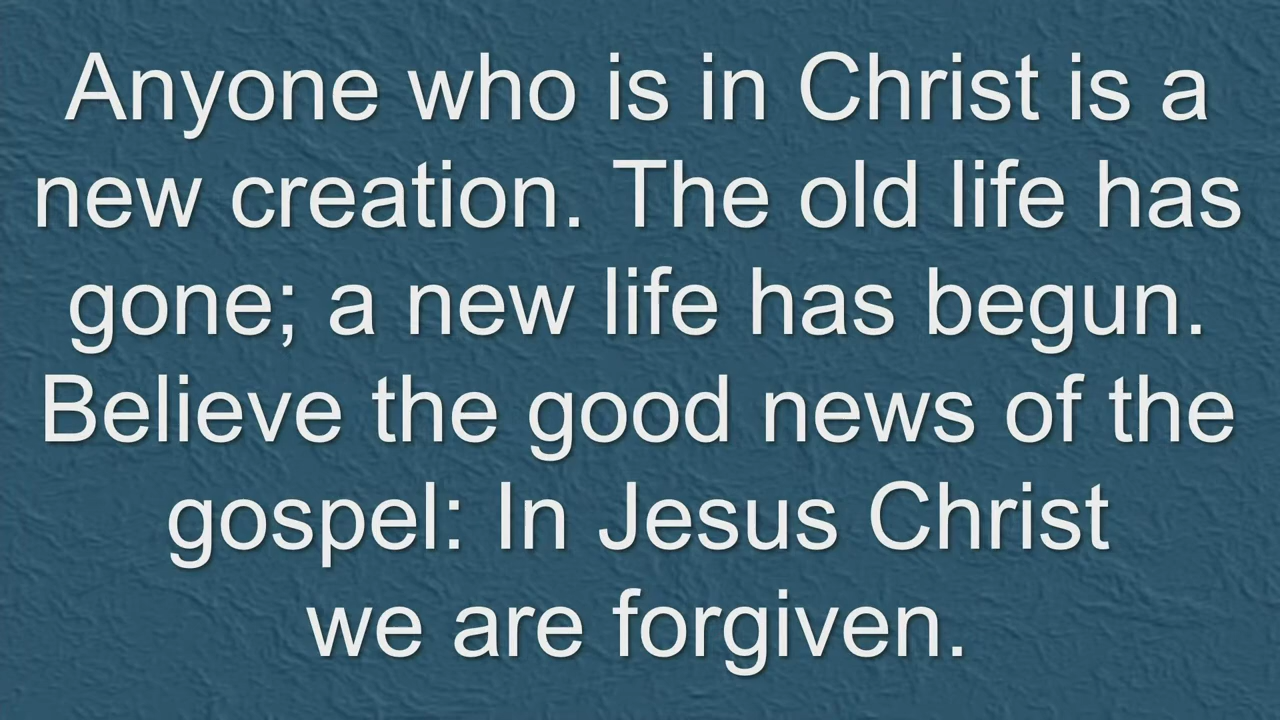 Anyone who is in Christ is a
new creation. The old life has
gone; a new life has begun.
Believe the good news of the
gospel: In Jesus Christ
we are forgiven.